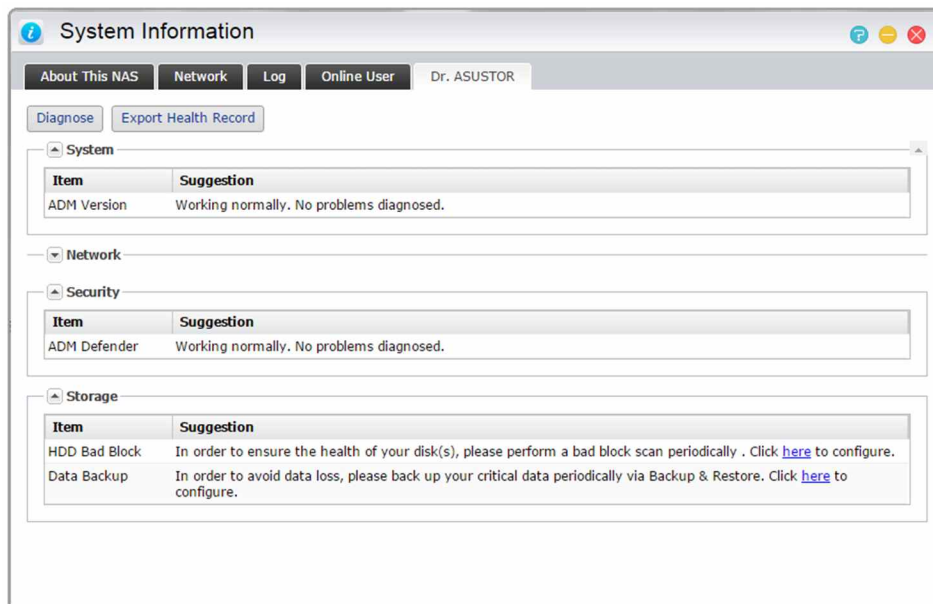 System Information
About This NAS Network Log Online User Dr. ASUSTOR
Diagnose Export Health Record
System
Item Suggestion
ADM Version Working normally. No problems diagnosed.
Network
Security
Item Suggestion
ADM Defender Working normally. No problems diagnosed.
Storage
Item Suggestion
HDD Bad Block In order to ensure the health of your disk(s), please perform a bad block scan periodically . Click here to configure.
Data Backup In order to avoid data loss, please back up your critical data periodically via Backup & Restore. Click here to
configure.